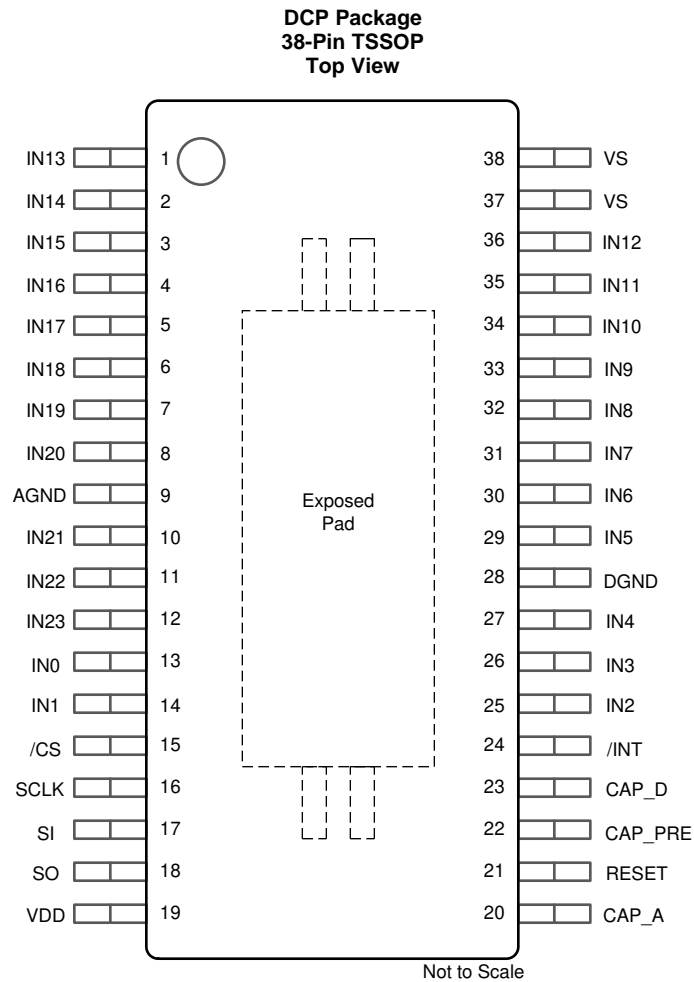 DCP Package
38-Pin TSSOP
Top View
IN13 1 38 VS
IN14 2 37 VS
IN15 3 36 IN12
IN16 4 35 IN11
IN17 5 34 IN10
IN18 6 33 IN9
IN19 7 32 IN8
IN20 8 31 IN7
AGND 9 30 IN6
IN21 10 29 IN5
IN22 11 28 DGND
IN23 12 27 IN4
IN0 13 26 IN3
IN1 14 25 IN2
/CS 15 24 /INT
SCLK 16 23 CAP_D
SI 17 22 CAP_PRE
SO 18 21 RESET
VDD 19 20 CAP_A
Exposed
Pad
Not to Scale